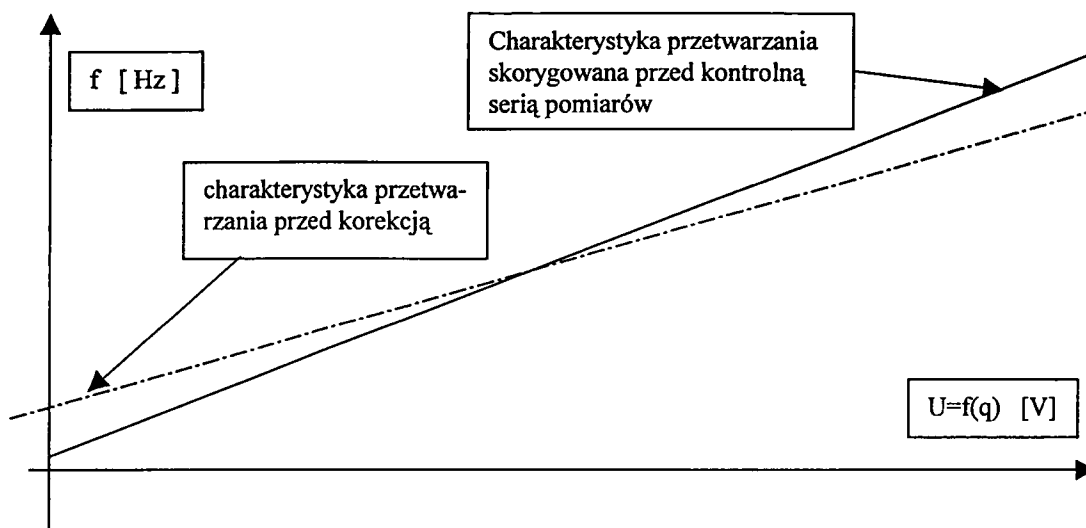 f [Hz]
Charakterystyka przetwarzania
skorygowana przed kontrolną
serią pomiarów
charakterystyka przetwa-
rzania przed korekcją
U=f(q) [V]